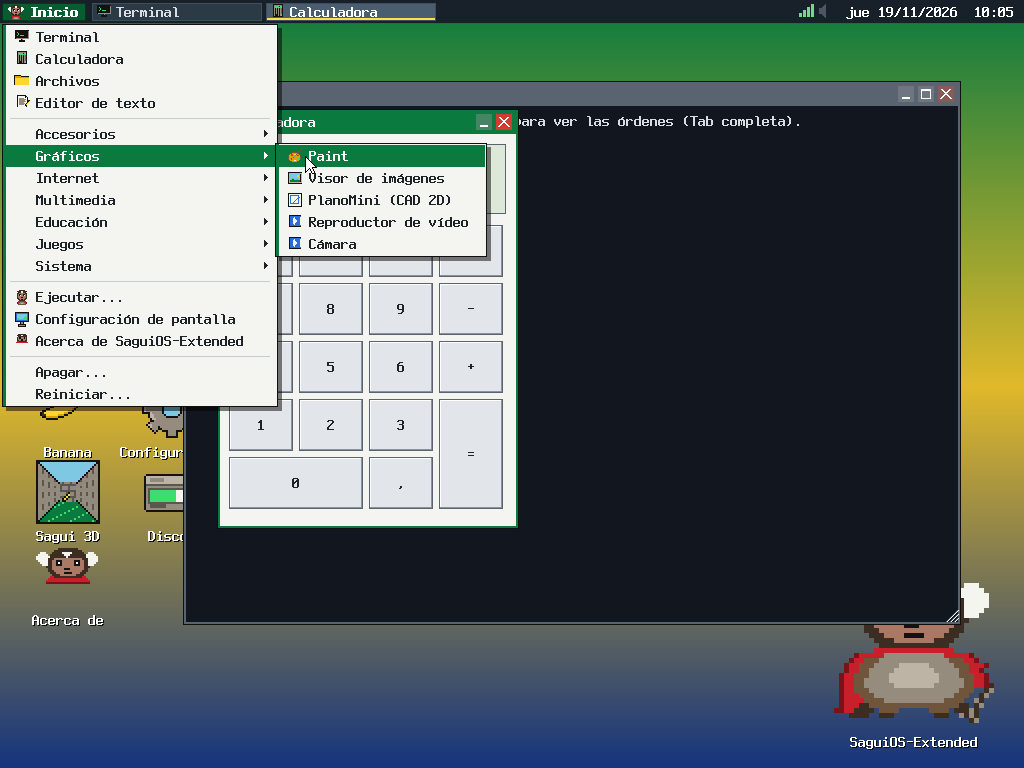 Inicio
Terminal
Calculadora
jue 19/11/2026 10:05
Terminal
Calculadora
Archivos
Editor de texto
Accesorios
Gráficos
Internet
Multimedia
Educación
Juegos
Sistema
Ejecutar...
Configuración de pantalla
Acerca de SaguiOS-Extended
Apagar...
Reiniciar...
Paint
Visor de imágenes
PlanoMini (CAD 2D)
Reproductor de vídeo
Cámara
para ver las órdenes (Tab completa).
adora
8
9
-
5
6
+
1
2
3
=
0
,
Banana
Configur
Sagui 3D
Disco
Acerca de
SaguiOS-Extended